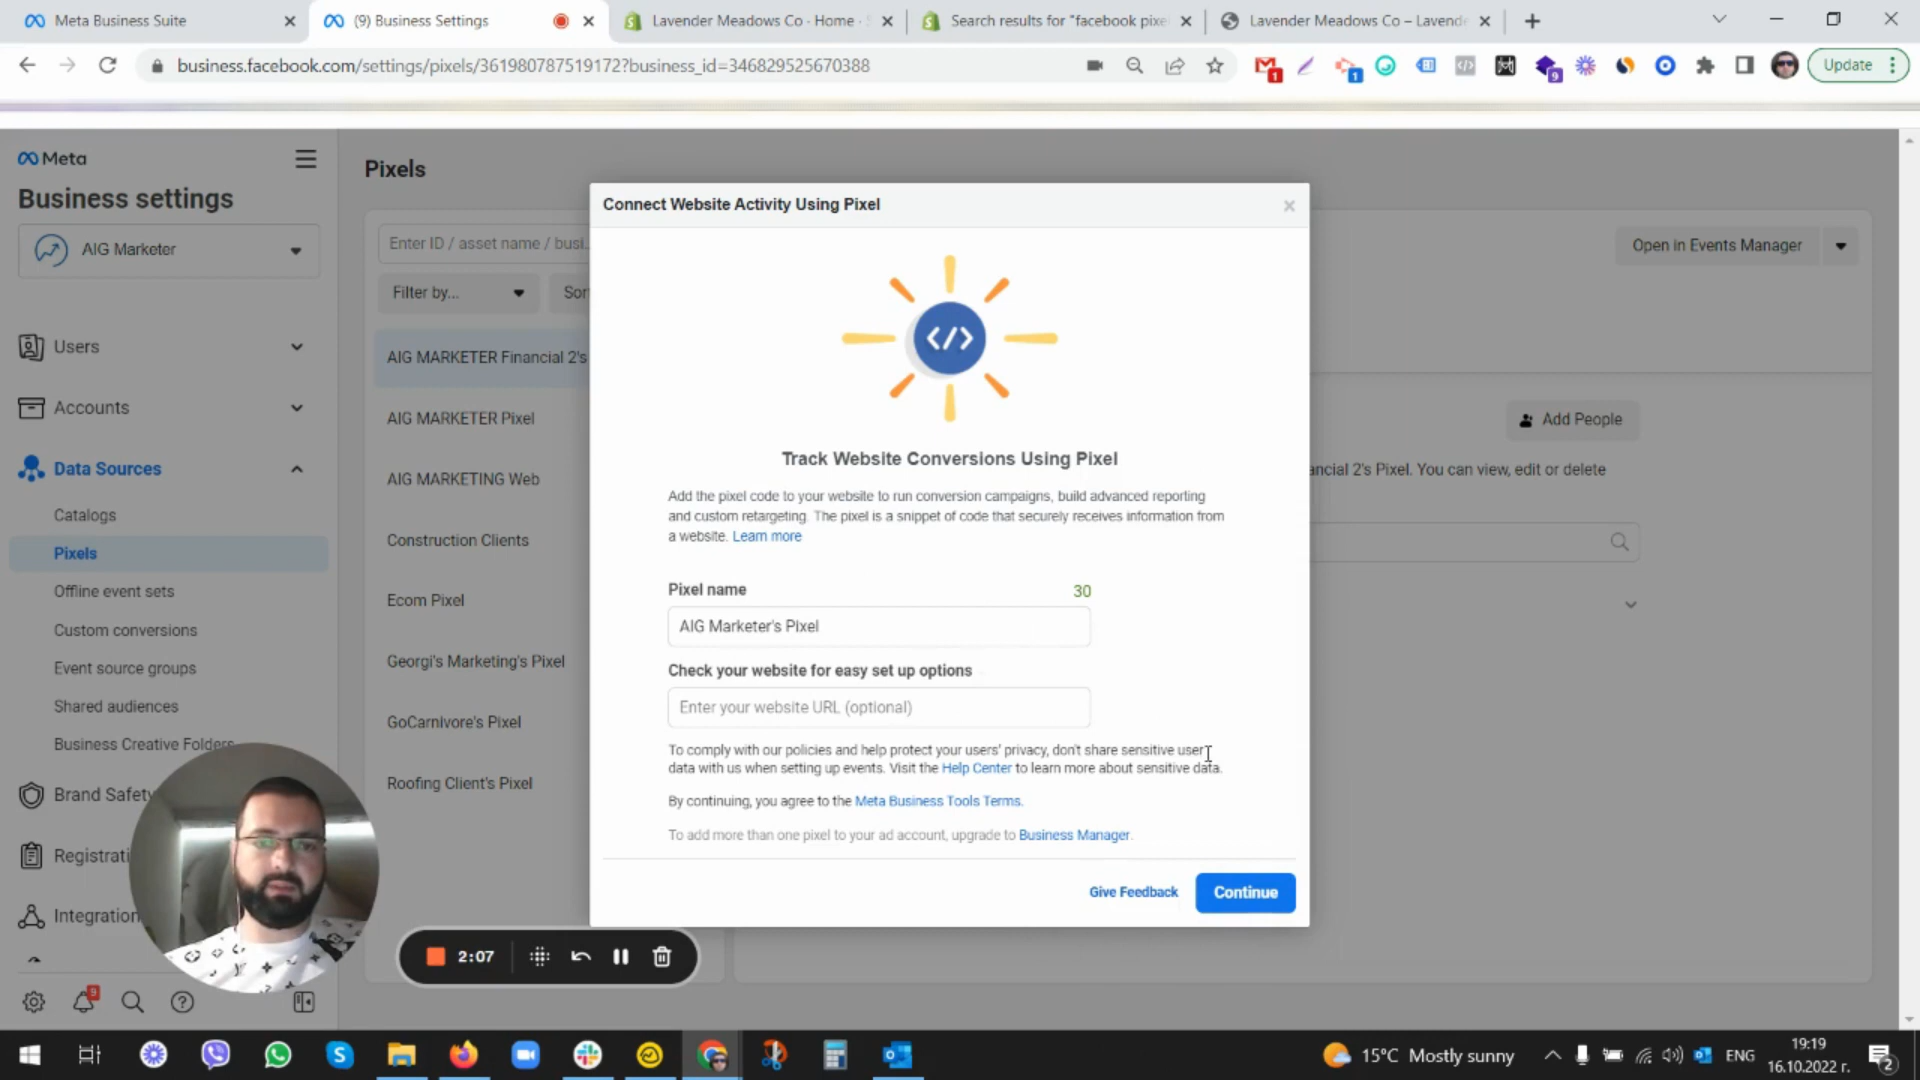 Meta Business Suite
(9) Business Settings
Lavender Meadows Co · Home ·
Search results for "facebook pixe
Lavender Meadows Co – Lavend
business.facebook.com/settings/pixels/361980787519172?business_id=346829525670388
1
1
9
Update
Meta
Business settings
AIG Marketer
Users
Accounts
Data Sources
Catalogs
Pixels
Offline event sets
Custom conversions
Event source groups
Shared audiences
Business Creative Folders
Brand Safety
Registrati
Integration
9
Pixels
Enter ID / asset name / busi...
Filter by...
Sor
AIG MARKETER Financial 2's
AIG MARKETER Pixel
AIG MARKETING Web
Construction Clients
Ecom Pixel
Georgi's Marketing's Pixel
GoCarnivore's Pixel
Roofing Client's Pixel
Open in Events Manager
Add People
ancial 2's Pixel. You can view, edit or delete
Connect Website Activity Using Pixel
</>
Track Website Conversions Using Pixel
Add the pixel code to your website to run conversion campaigns, build advanced reporting
and custom retargeting. The pixel is a snippet of code that securely receives information from
a website. Learn more
Pixel name
30
AIG Marketer's Pixel
Check your website for easy set up options
Enter your website URL (optional)
To comply with our policies and help protect your users' privacy, don't share sensitive user
data with us when setting up events. Visit the Help Center to learn more about sensitive data.
By continuing, you agree to the Meta Business Tools Terms.
To add more than one pixel to your ad account, upgrade to Business Manager.
Give Feedback
Continue
2:07
15°C Mostly sunny
ENG
19:19
16.10.2022 г.
2